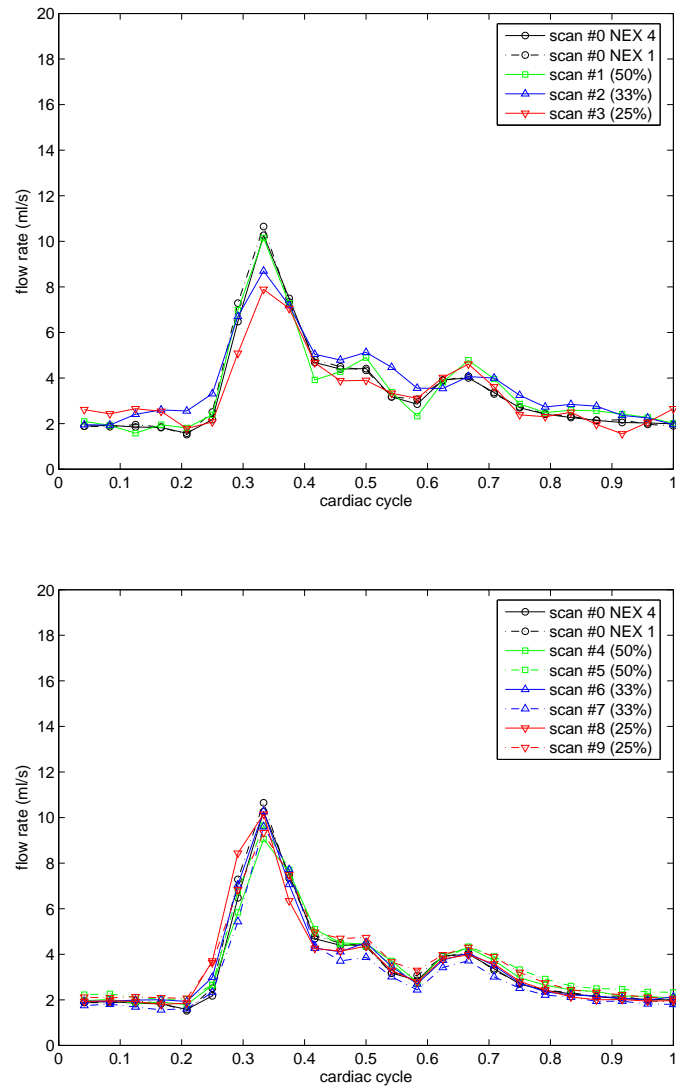 20
18
16
14
12
10
8
6
4
2
0
flow rate (ml/s)
scan #0 NEX 4
scan #0 NEX 1
scan #1 (50%)
scan #2 (33%)
scan #3 (25%)
0 0.1 0.2 0.3 0.4 0.5 0.6 0.7 0.8 0.9 1
cardiac cycle
20
18
16
14
12
10
8
6
4
2
0
flow rate (ml/s)
scan #0 NEX 4
scan #0 NEX 1
scan #4 (50%)
scan #5 (50%)
scan #6 (33%)
scan #7 (33%)
scan #8 (25%)
scan #9 (25%)
0 0.1 0.2 0.3 0.4 0.5 0.6 0.7 0.8 0.9 1
cardiac cycle